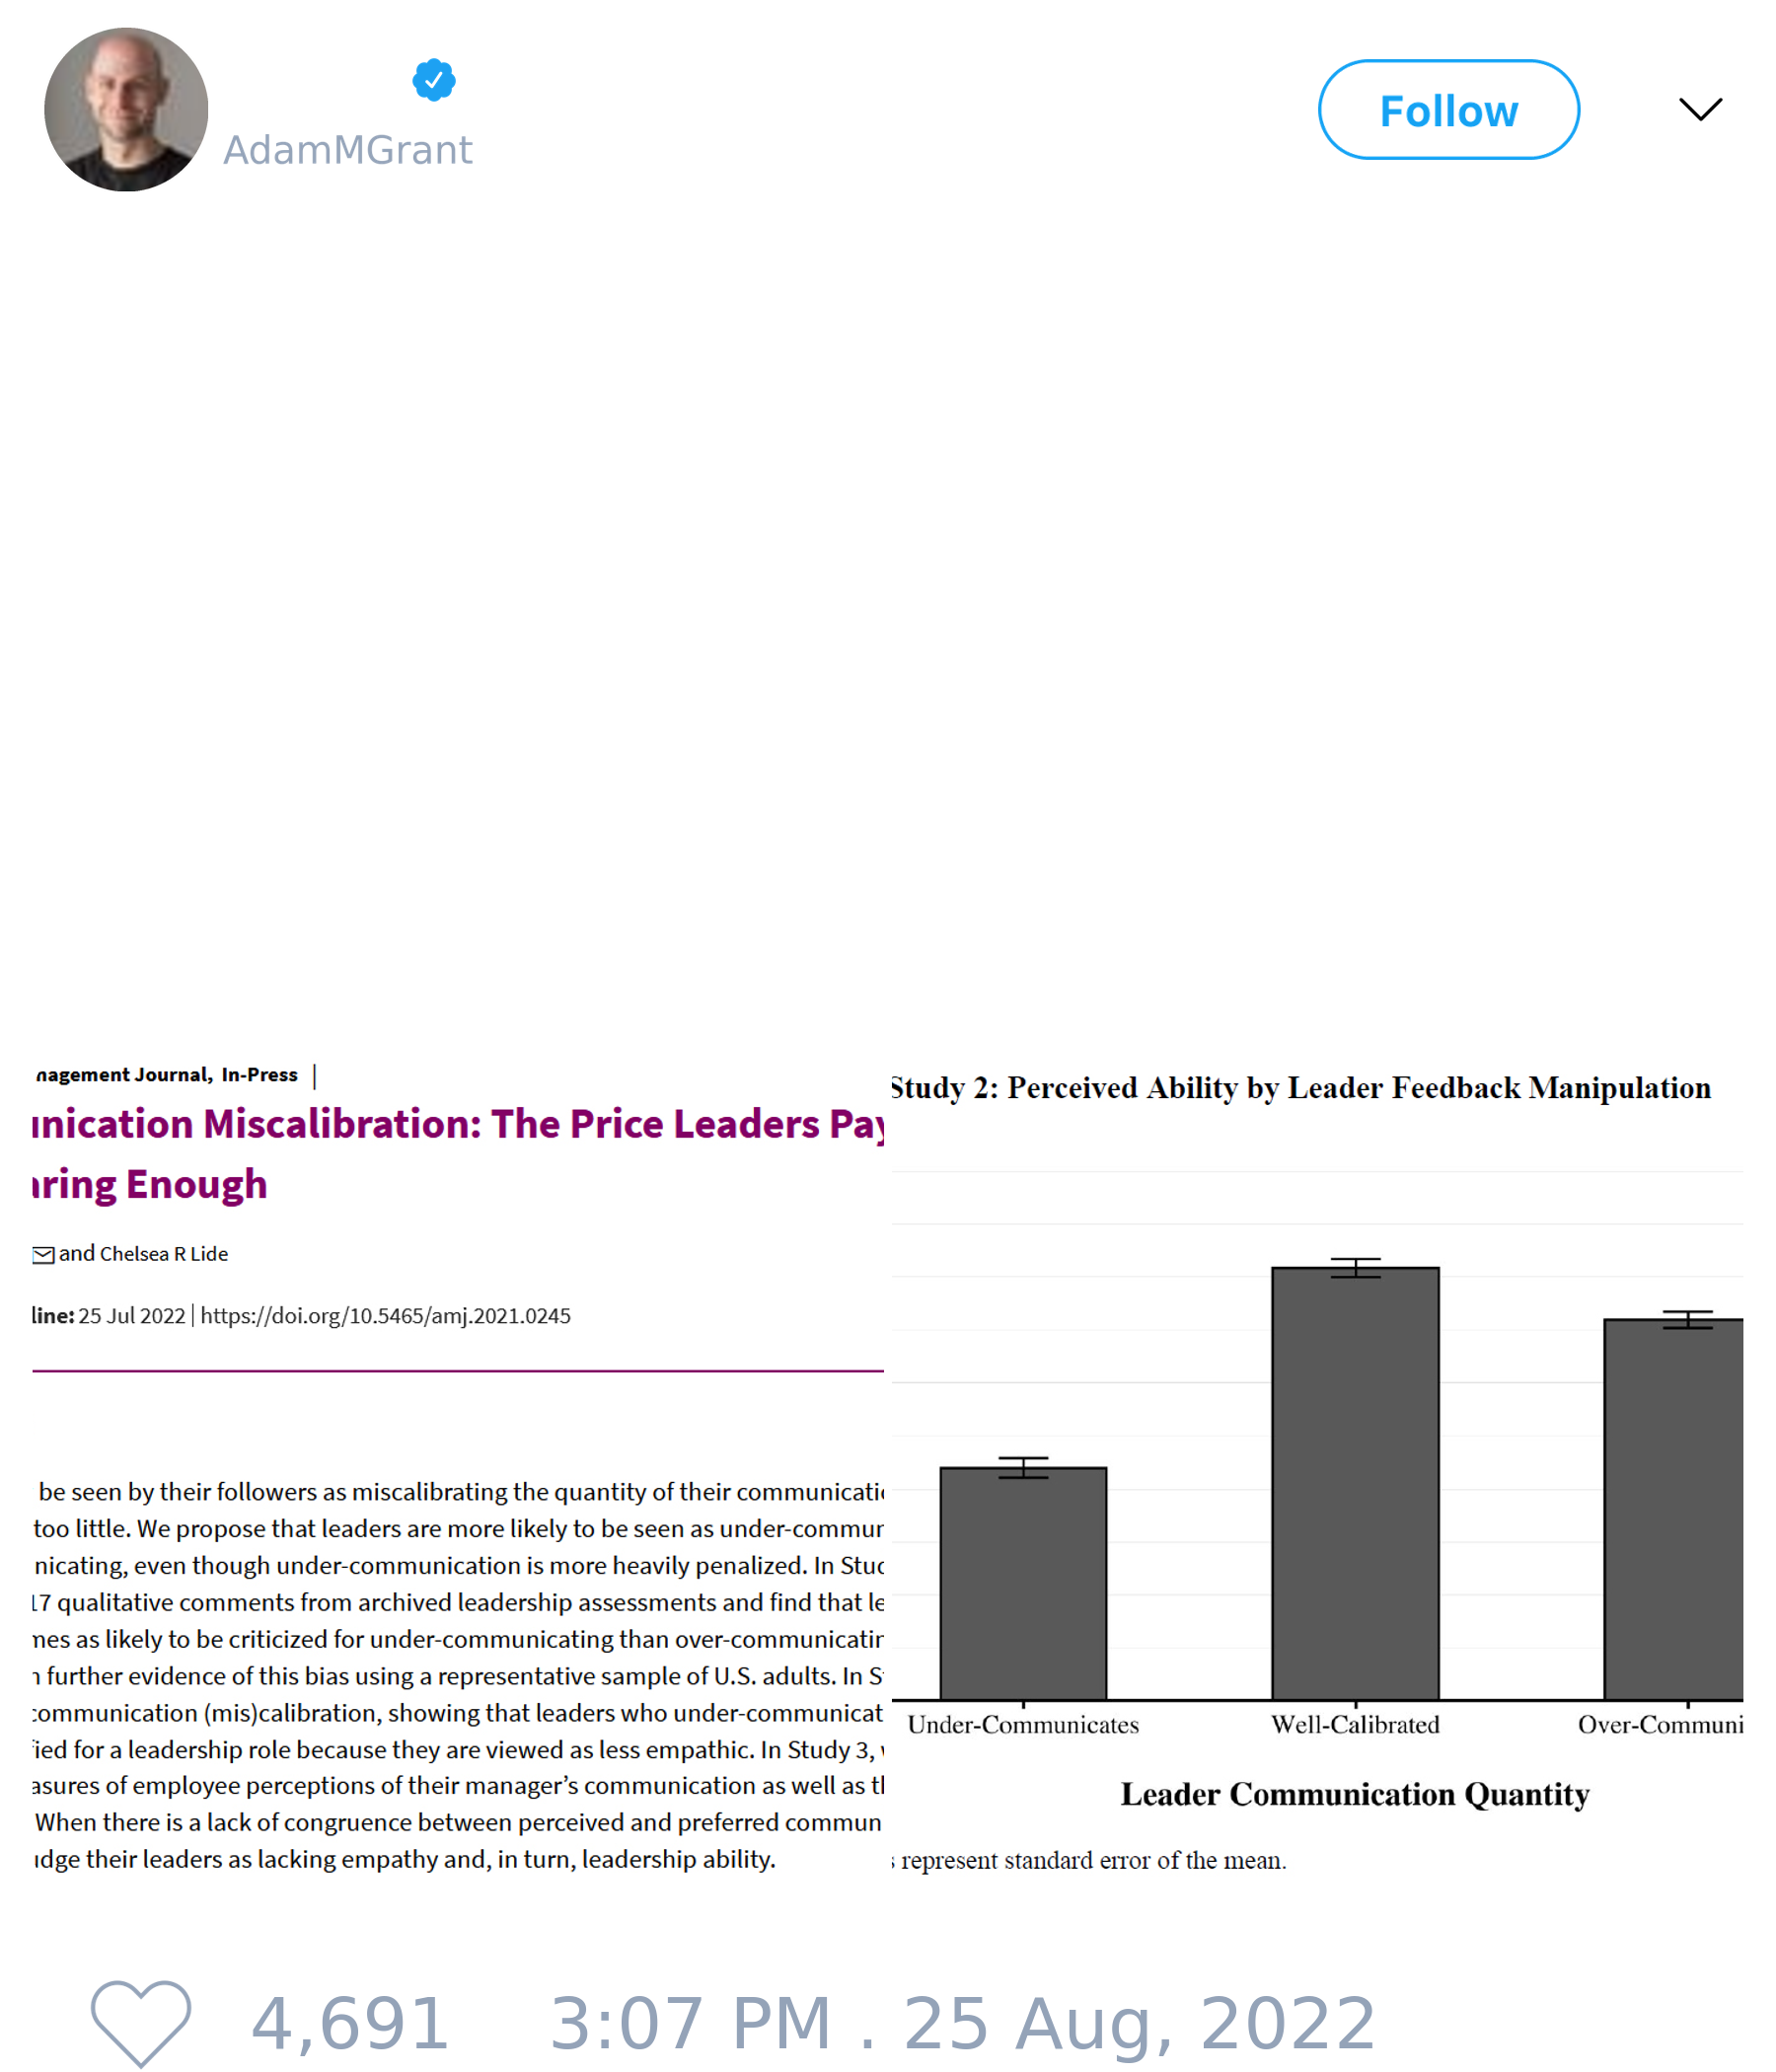 AdamMGrant
Follow
nagement Journal, In-Press |
nication Miscalibration: The Price Leaders Pay
aring Enough
and Chelsea R Lide
line: 25 Jul 2022 | https://doi.org/10.5465/amj.2021.0245
be seen by their followers as miscalibrating the quantity of their communicati
too little. We propose that leaders are more likely to be seen as under-commun
nicating, even though under-communication is more heavily penalized. In Stud
17 qualitative comments from archived leadership assessments and find that le
mes as likely to be criticized for under-communicating than over-communicatin
n further evidence of this bias using a representative sample of U.S. adults. In S
communication (mis)calibration, showing that leaders who under-communicat
fied for a leadership role because they are viewed as less empathic. In Study 3,
asures of employee perceptions of their manager’s communication as well as t
When there is a lack of congruence between perceived and preferred commun
udge their leaders as lacking empathy and, in turn, leadership ability.
Study 2: Perceived Ability by Leader Feedback Manipulation
Under-Communicates Well-Calibrated Over-Communi
Leader Communication Quantity
represent standard error of the mean.
4,691 3:07 PM . 25 Aug, 2022